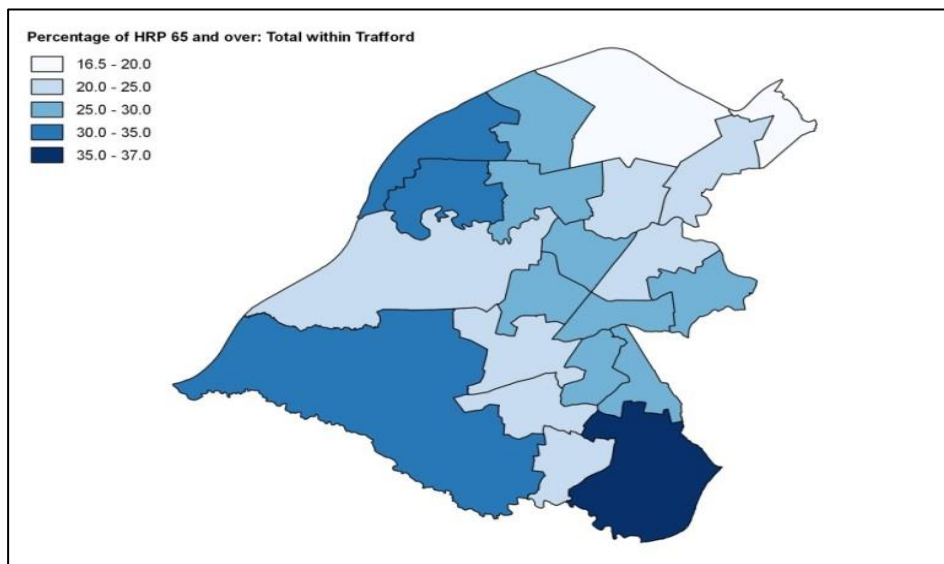 Percentage of HRP 65 and over: Total within Trafford
16.5 - 20.0
20.0 - 25.0
25.0 - 30.0
30.0 - 35.0
35.0 - 37.0